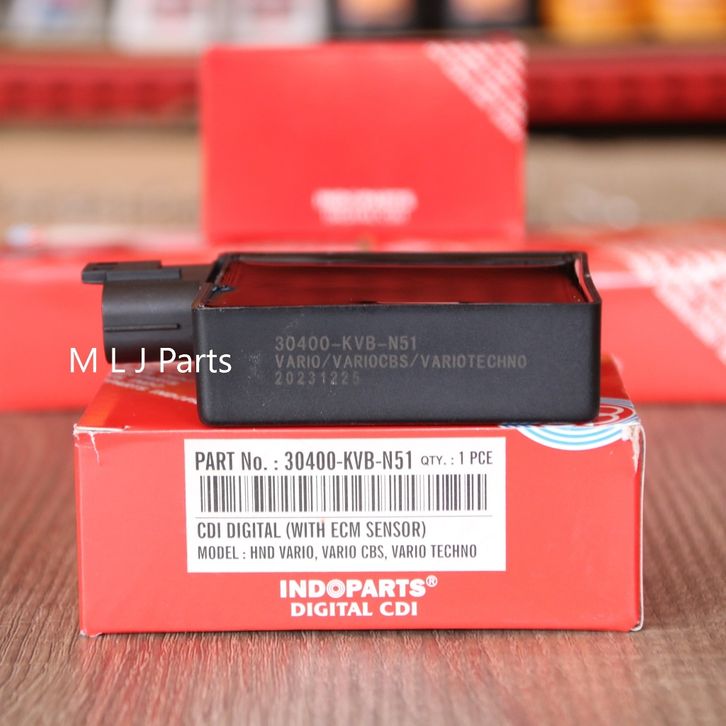 INDOPARTS
30400-KVB-N51
VARIO/VARIOCBS/VARIOTECHNO
20231225
M L J Parts
PART No. : 30400-KVB-N51 QTY. : 1 PCE
CDI DIGITAL (WITH ECM SENSOR)
MODEL : HND VARIO, VARIO CBS, VARIO TECHNO
INDOPARTS®
DIGITAL CDI